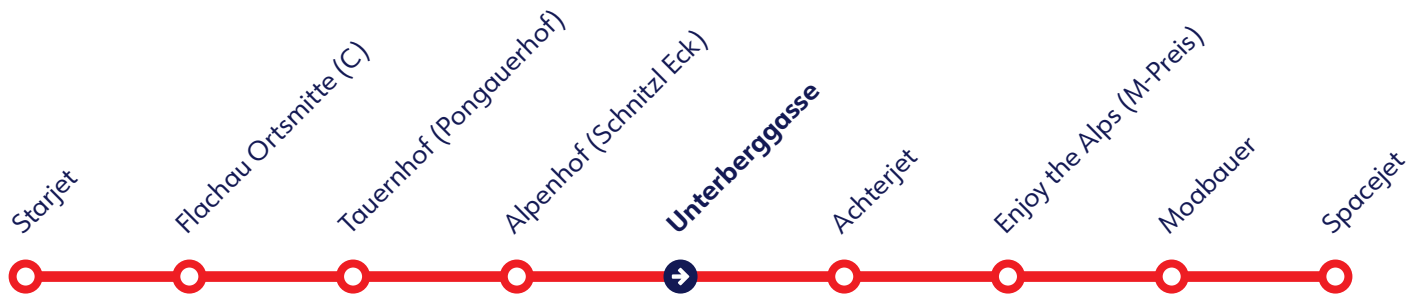 Starjet
Flachau Ortsmitte (C)
Tauernhof (Pongauerhof)
Alpenhof (Schnitzl Eck)
Unterberggasse
Achterjet
Enjoy the Alps (M-Preis)
Moabauer
Spacejet